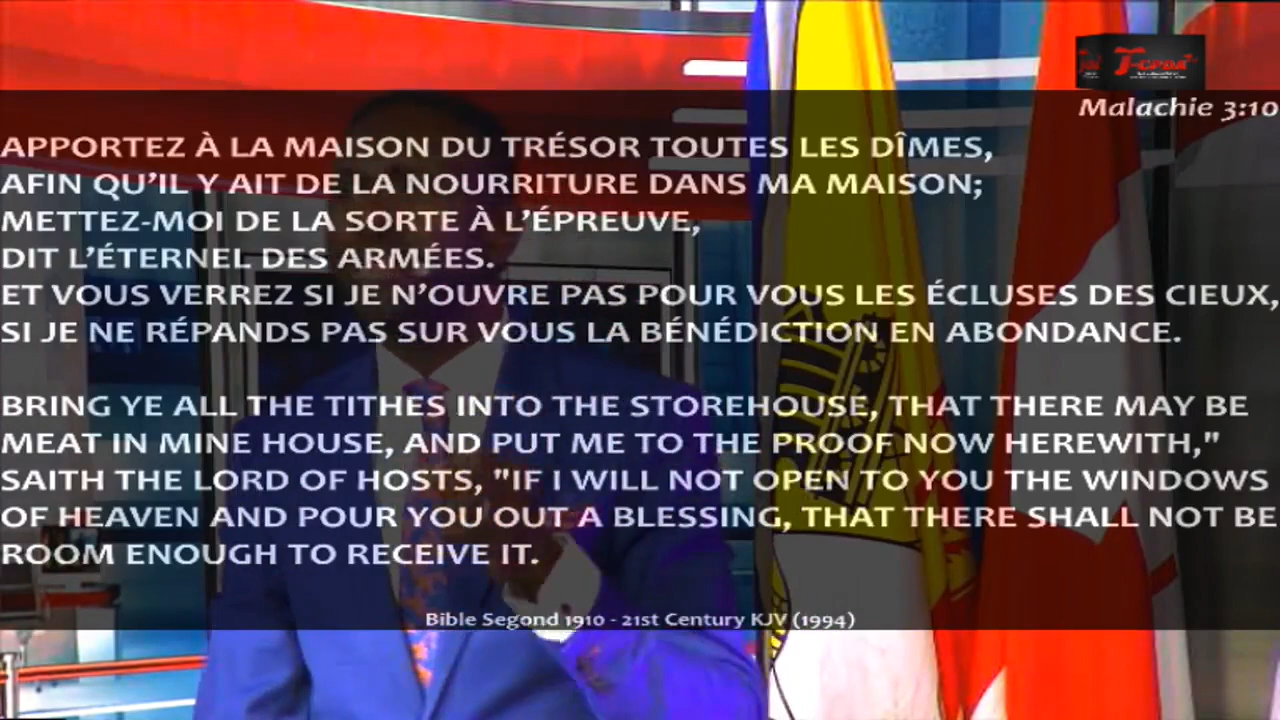 T-CPDA
Malachie 3:10
APPORTEZ À LA MAISON DU TRÉSOR TOUTES LES DÎMES,
AFIN QU’IL Y AIT DE LA NOURRITURE DANS MA MAISON;
METTEZ-MOI DE LA SORTE À L’ÉPREUVE,
DIT L’ÉTERNEL DES ARMÉES.
ET VOUS VERREZ SI JE N’OUVRE PAS POUR VOUS LES ÉCLUSES DES CIEUX,
SI JE NE RÉPANDS PAS SUR VOUS LA BÉNÉDICTION EN ABONDANCE.
BRING YE ALL THE TITHES INTO THE STOREHOUSE, THAT THERE MAY BE
MEAT IN MINE HOUSE, AND PUT ME TO THE PROOF NOW HEREWITH,"
SAITH THE LORD OF HOSTS, "IF I WILL NOT OPEN TO YOU THE WINDOWS
OF HEAVEN AND POUR YOU OUT A BLESSING, THAT THERE SHALL NOT BE
ROOM ENOUGH TO RECEIVE IT.
Bible Segond 1910 - 21st Century KJV (1994)